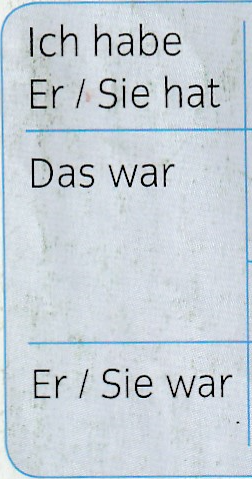 Ich habe
Er / Sie hat
Das war
Er / Sie war